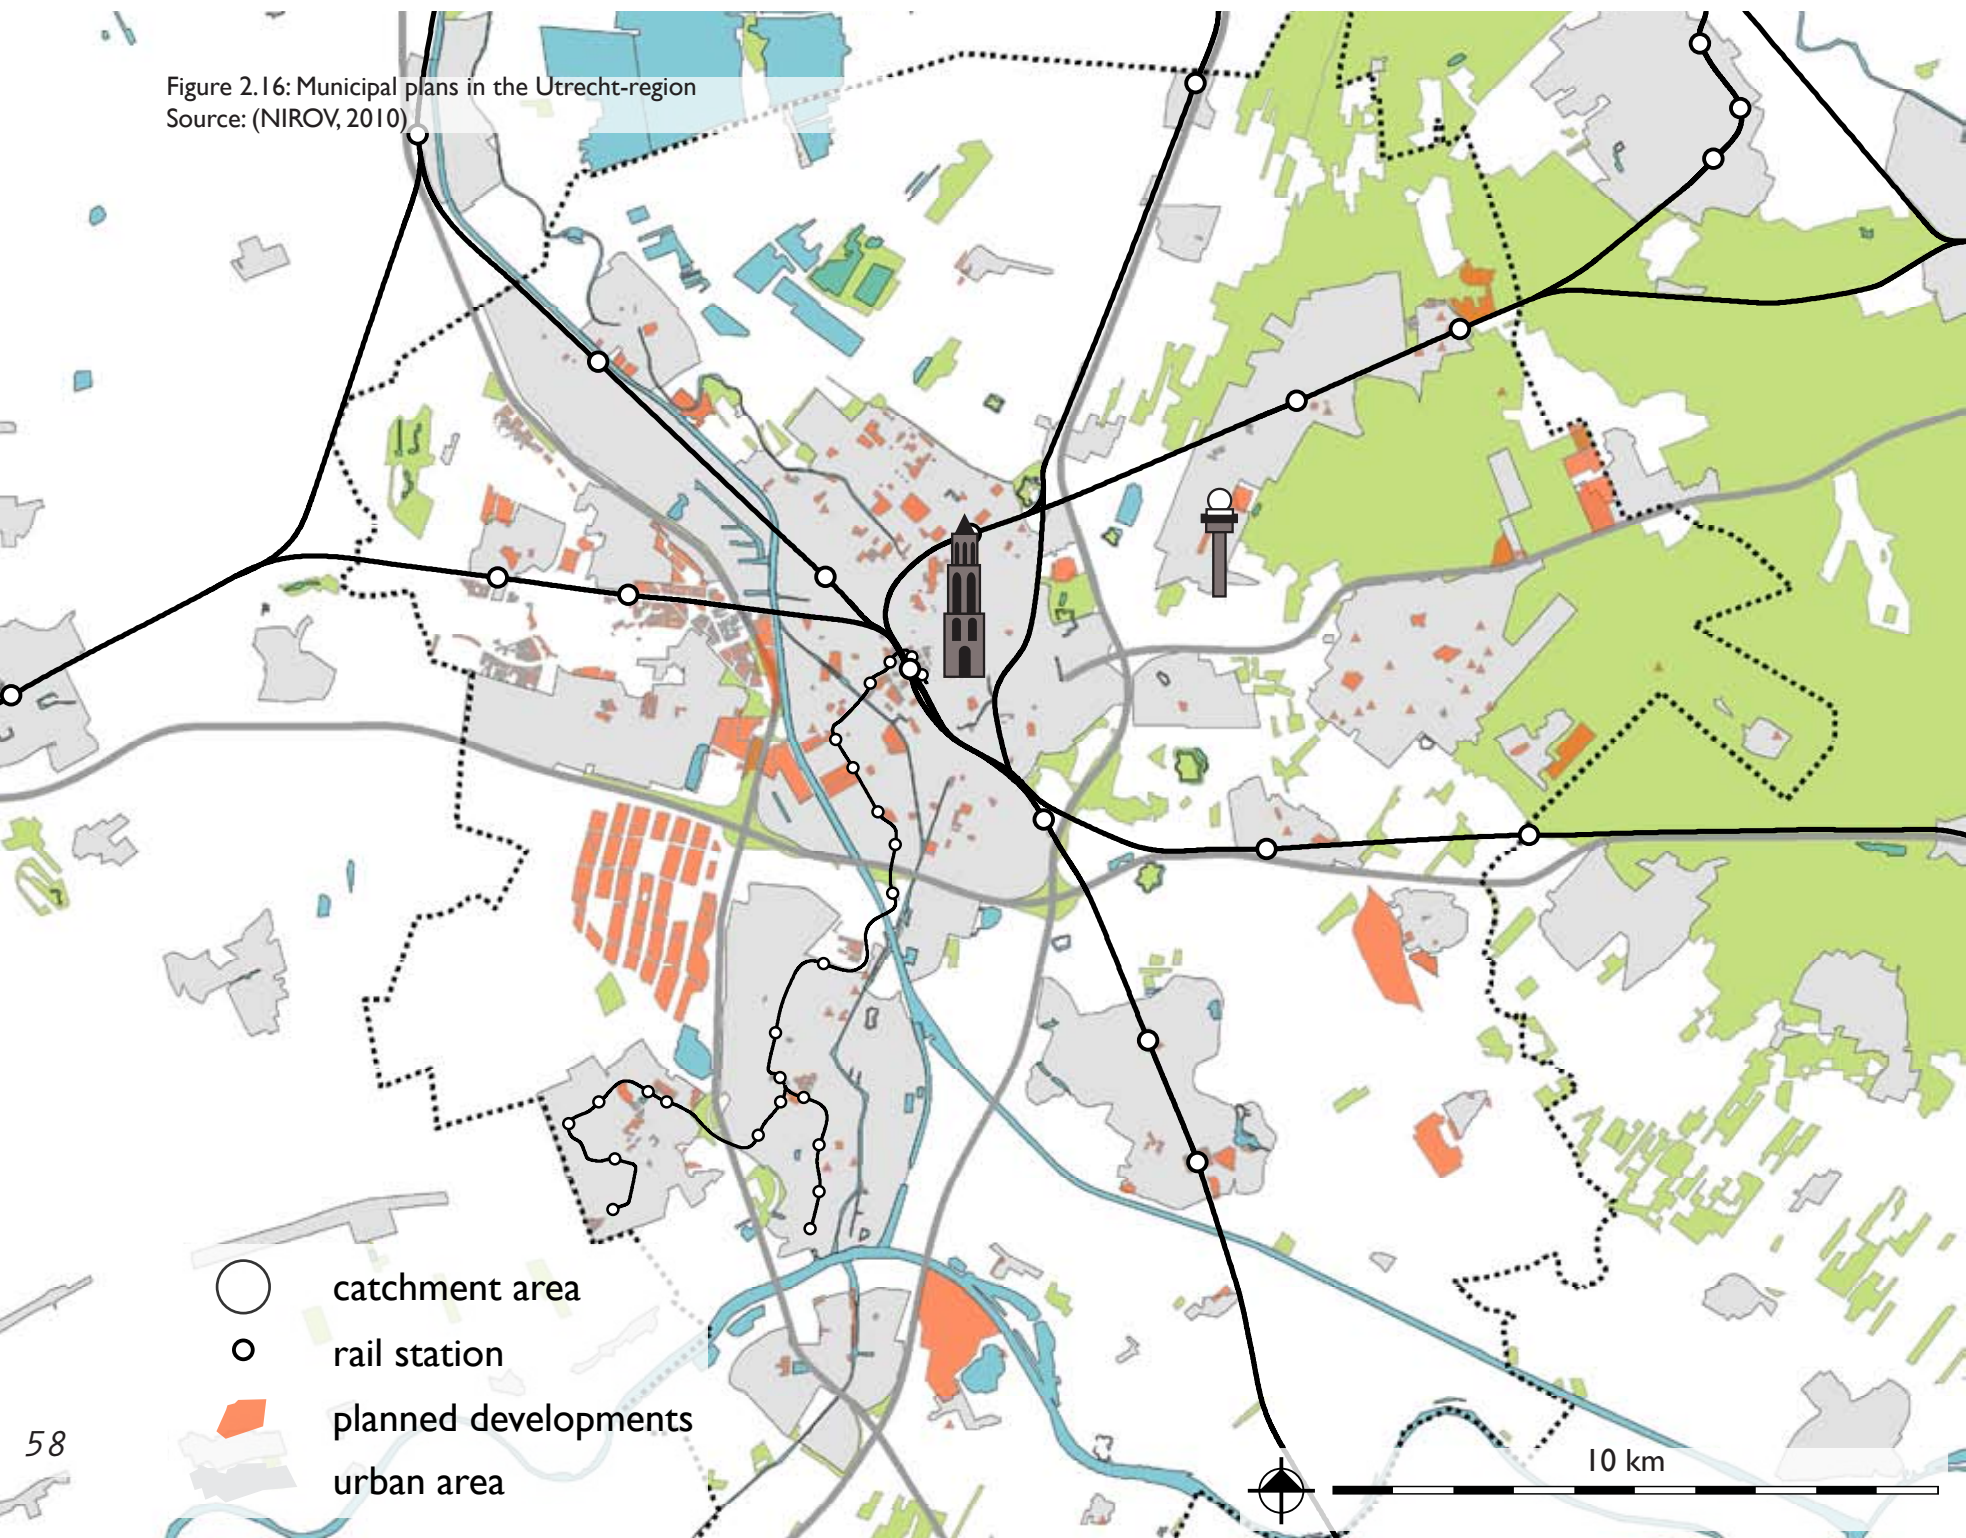 Figure 2.16: Municipal plans in the Utrecht-region
Source: (NIROV, 2010)
catchment area
rail station
planned developments
urban area
58
10 km